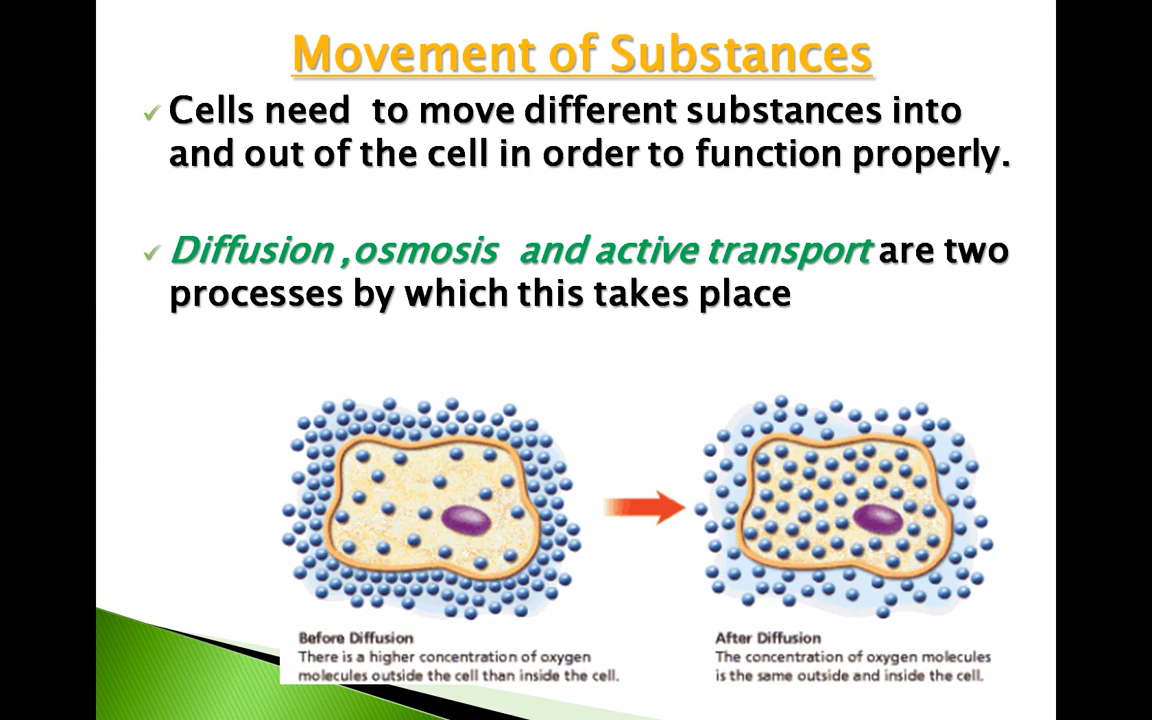 Movement of Substances
Cells need  to move different substances into
and out of the cell in order to function properly.
Diffusion ,osmosis  and active transport are two
processes by which this takes place
Before Diffusion
There is a higher concentration of oxygen
molecules outside the cell than inside the cell.
After Diffusion
The concentration of oxygen molecules
is the same outside and inside the cell.